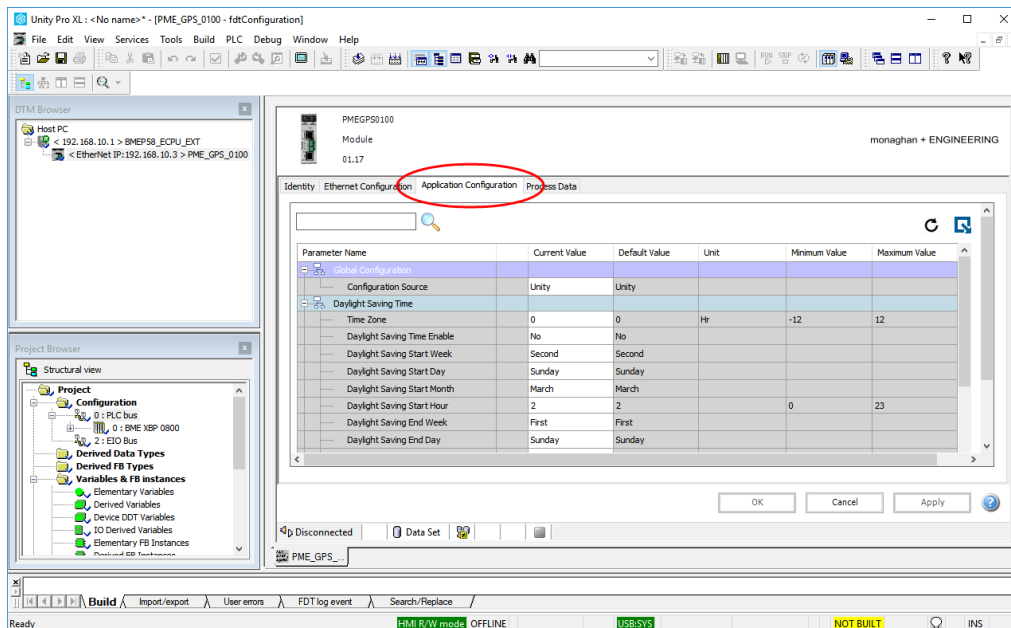 Unity Pro XL : <No name>* - [PME_GPS_0100 - fdtConfiguration]
File Edit View Services Tools Build PLC Debug Window Help
DTM Browser
Host PC
< 192.168.10.1 > BMEP58_ECPU_EXT
< EtherNet IP:192.168.10.3 > PME_GPS_0100
Project Browser
Structural view
Project
Configuration
0 : PLC bus
0 : BME XBP 0800
2 : EIO Bus
Derived Data Types
Derived FB Types
Variables & FB instances
Elementary Variables
Derived Variables
Device DDT Variables
IO Derived Variables
Elementary FB Instances
Derived FB Instances
PMEGPS0100
Module
01.17
monaghan + ENGINEERING
Identity Ethernet Configuration Application Configuration Process Data
Parameter Name Current Value Default Value Unit Minimum Value Maximum Value
Global Configuration
Configuration Source Unity Unity
Daylight Saving Time
Time Zone 0 0 Hr -12 12
Daylight Saving Time Enable No No
Daylight Saving Start Week Second Second
Daylight Saving Start Day Sunday Sunday
Daylight Saving Start Month March March
Daylight Saving Start Hour 2 2 0 23
Daylight Saving End Week First First
Daylight Saving End Day Sunday Sunday
OK Cancel Apply
Disconnected Data Set
PME_GPS_...
Build Import/export User errors FDT log event Search/Replace
Ready HMI R/W mode OFFLINE USB:SYS NOT BUILT INS